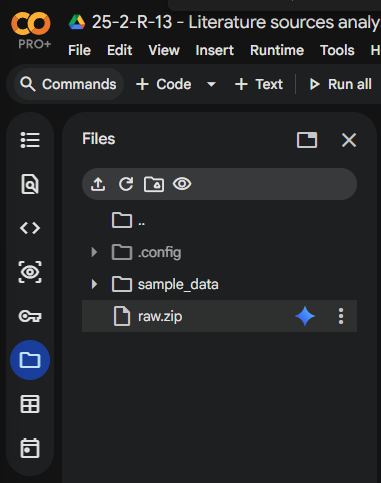 25-2-R-13 - Literature sources analy
PRO+
File Edit View Insert Runtime Tools
Commands + Code + Text Run all
Files
..
.config
sample_data
raw.zip